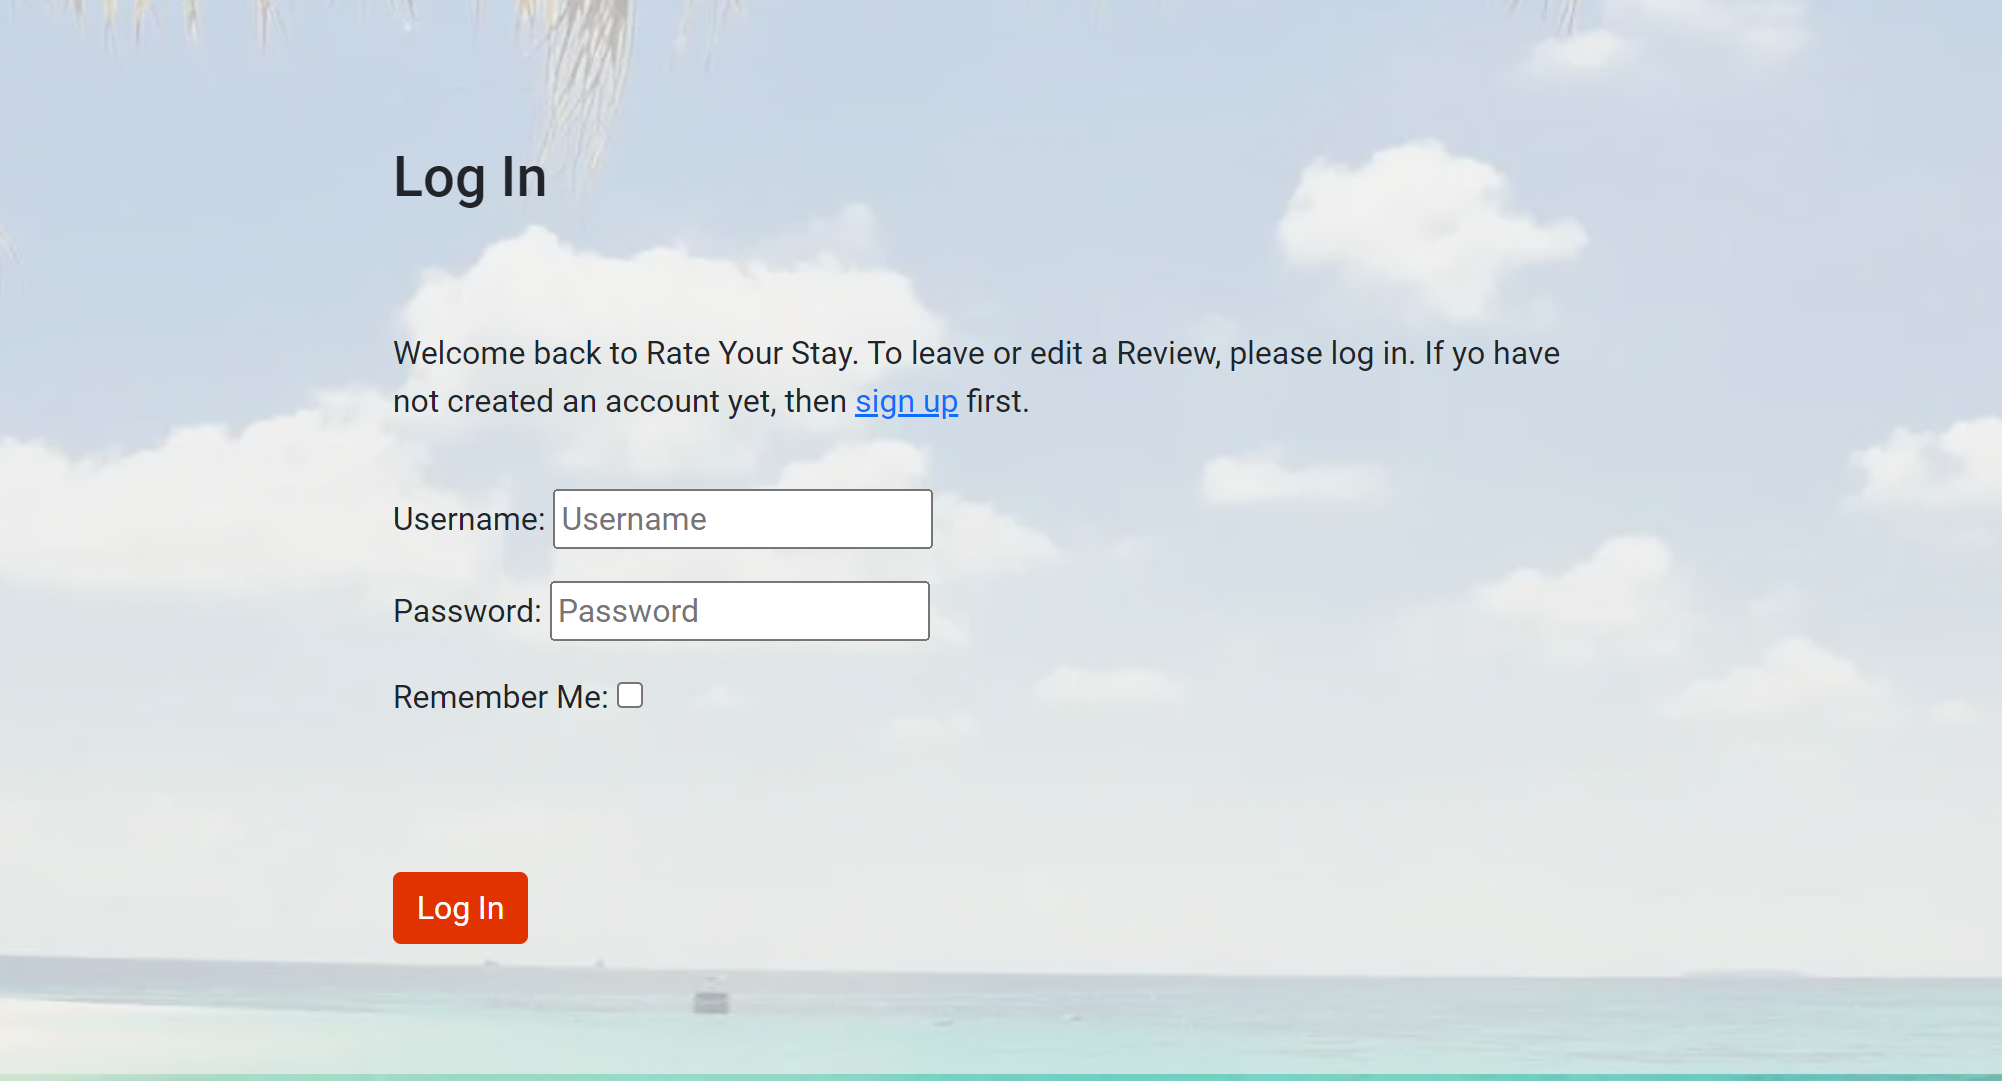 Log In
Welcome back to Rate Your Stay. To leave or edit a Review, please log in. If yo have
not created an account yet, then sign up first.
Username: Username
Password: Password
Remember Me:
Log In